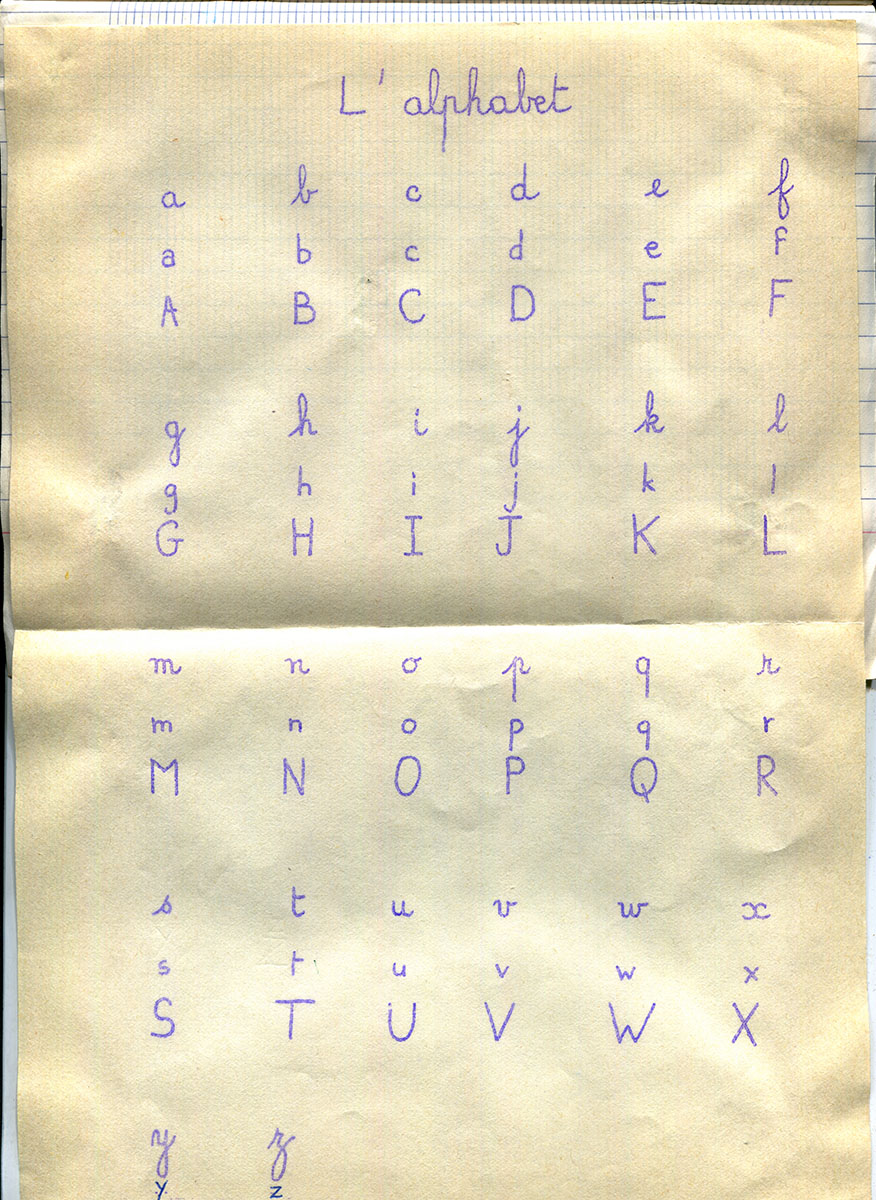 L'alphabet
a b c d e f
a b c d e f
A B C D E F
g h i j k l
g h i j k l
G H I J K L
m n o p q r
m n o p q r
M N O P Q R
s t u v w x
s t u v w x
S T U V W X
y z
y z